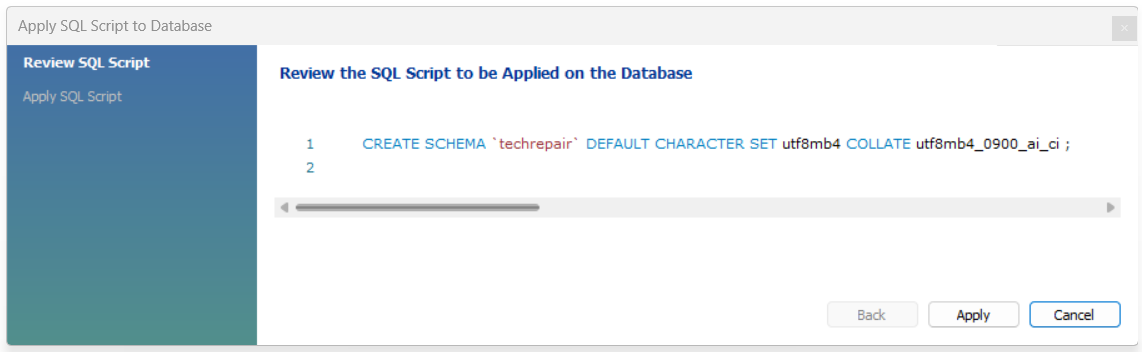 Apply SQL Script to Database
Review SQL Script
Apply SQL Script
Review the SQL Script to be Applied on the Database
1 CREATE SCHEMA `techrepair` DEFAULT CHARACTER SET utf8mb4 COLLATE utf8mb4_0900_ai_ci ;
2
Back Apply Cancel